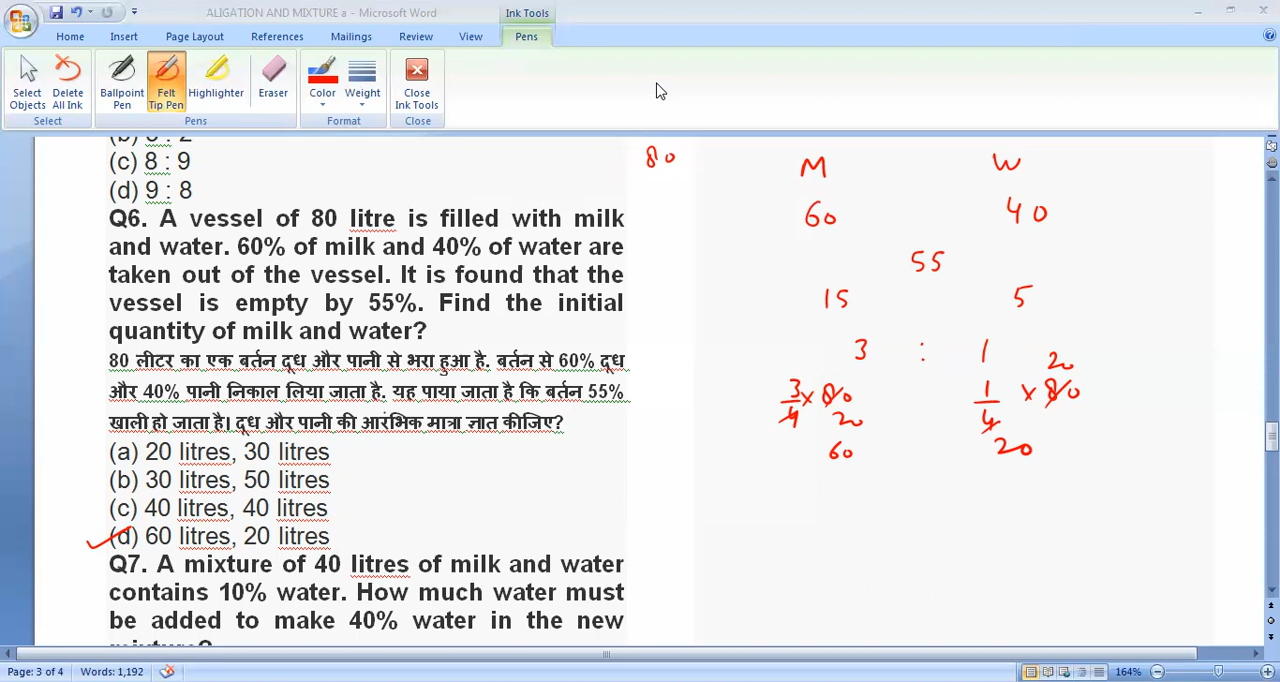 ALIGATION AND MIXTURE a - Microsoft Word
Ink Tools
Home Insert Page Layout References Mailings Review View Pens
Select Objects
Delete All Ink
Ballpoint Pen
Felt Tip Pen
Highlighter
Eraser
Color
Weight
Close Ink Tools
Select Pens Format Close
(c) 8 : 9
(d) 9 : 8
Q6. A vessel of 80 litre is filled with milk
and water. 60% of milk and 40% of water are
taken out of the vessel. It is found that the
vessel is empty by 55%. Find the initial
quantity of milk and water?
80 लीटर का एक बर्तन दूध और पानी से भरा हुआ है. बर्तन से 60% दूध
और 40% पानी निकाल लिया जाता है. यह पाया जाता है कि बर्तन 55%
खाली हो जाता है। दूध और पानी की आरंभिक मात्रा ज्ञात कीजिए?
(a) 20 litres, 30 litres
(b) 30 litres, 50 litres
(c) 40 litres, 40 litres
(d) 60 litres, 20 litres
Q7. A mixture of 40 litres of milk and water
contains 10% water. How much water must
be added to make 40% water in the new
mixture?
80 M W
60 40
55
15 5
3 : 1
20
3/4 × 80 1/4 × 80
20
60 20
Page: 3 of 4 Words: 1,192 164%